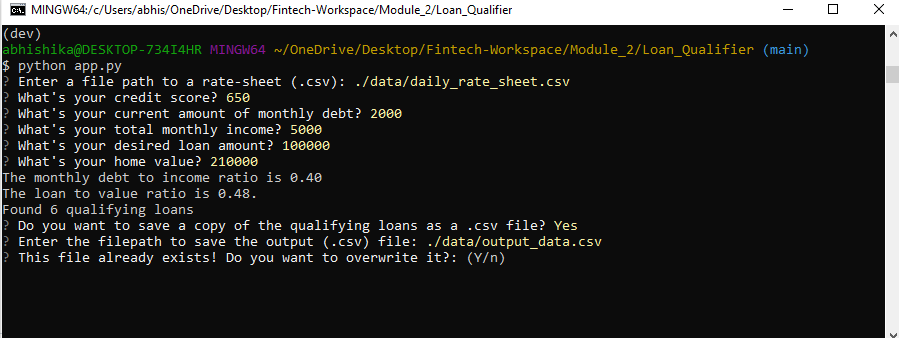 MINGW64:/c/Users/abhis/OneDrive/Desktop/Fintech-Workspace/Module_2/Loan_Qualifier
(dev)
abhishika@DESKTOP-734I4HR MINGW64 ~/OneDrive/Desktop/Fintech-Workspace/Module_2/Loan_Qualifier (main)
$ python app.py
? Enter a file path to a rate-sheet (.csv): ./data/daily_rate_sheet.csv
? What's your credit score? 650
? What's your current amount of monthly debt? 2000
? What's your total monthly income? 5000
? What's your desired loan amount? 100000
? What's your home value? 210000
The monthly debt to income ratio is 0.40
The loan to value ratio is 0.48.
Found 6 qualifying loans
? Do you want to save a copy of the qualifying loans as a .csv file? Yes
? Enter the filepath to save the output (.csv) file: ./data/output_data.csv
? This file already exists! Do you want to overwrite it?: (Y/n)